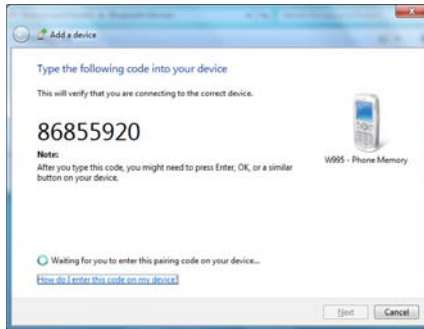 Add a device
Type the following code into your device
This will verify that you are connecting to the correct device.
86855920
Note:
After you type this code, you might need to press Enter, OK, or a similar
button on your device.
W995 - Phone Memory
Waiting for you to enter this pairing code on your device...
How do I enter this code on my device?
Next
Cancel